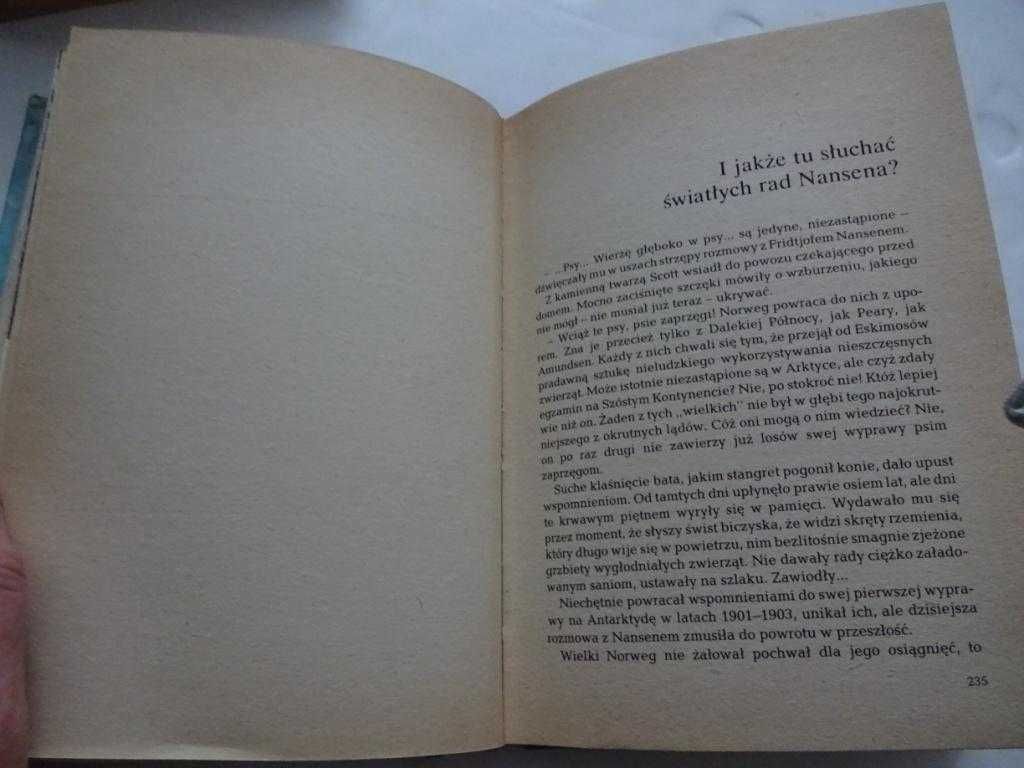 I jakże tu słuchać
światłych rad Nansena?
– „Psy... Wierzę głęboko w psy... są jedyne, niezastąpione –
dźwięczały mu w uszach strzępy rozmowy z Fridtjofem Nansenem.
Z kamienną twarzą Scott wsiadł do powozu czekającego przed
domem. Mocno zaciśnięte szczęki mówiły o wzburzeniu, jakiego
nie mógł – nie musiał już teraz – ukrywać.
– Wciąż te psy, psie zaprzęgi! Norweg powraca do nich z upo-
rem. Zna je przecież tylko z Dalekiej Północy, jak Peary, jak
Amundsen. Każdy z nich chwali się tym, że przejął od Eskimosów
pradawną sztukę nieludzkiego wykorzystywania nieszczęsnych
zwierząt. Może istotnie niezastąpione są w Arktyce, ale czyż zdały
egzamin na Szóstym Kontynencie? Nie, po stokroć nie! Któż lepiej
wie niż on. Żaden z tych „wielkich" nie był w głębi tego najokrut-
niejszego z okrutnych lądów. Cóż oni mogą o nim wiedzieć? Nie,
on po raz drugi nie zawierzy już losów swej wyprawy psim
zaprzęgom.
Suche klaśnięcie bata, jakim stangret pogonił konie, dało upust
wspomnieniom. Od tamtych dni upłynęło prawie osiem lat, ale dni
te krwawym piętnem wyryły się w pamięci. Wydawało mu się
przez moment, że słyszy świst biczyska, że widzi skręty rzemienia,
który długo wije się w powietrzu, nim bezlitośnie smagnie zjeżone
grzbiety wygłodniałych zwierząt. Nie dawały rady ciężko załado-
wanym saniom, ustawały na szlaku. Zawiodły...
Niechętnie powracał wspomnieniami do swej pierwszej wypra-
wy na Antarktydę w latach 1901–1903, unikał ich, ale dzisiejsza
rozmowa z Nansenem zmusiła do powrotu w przeszłość.
Wielki Norweg nie żałował pochwał dla jego osiągnięć, to
235